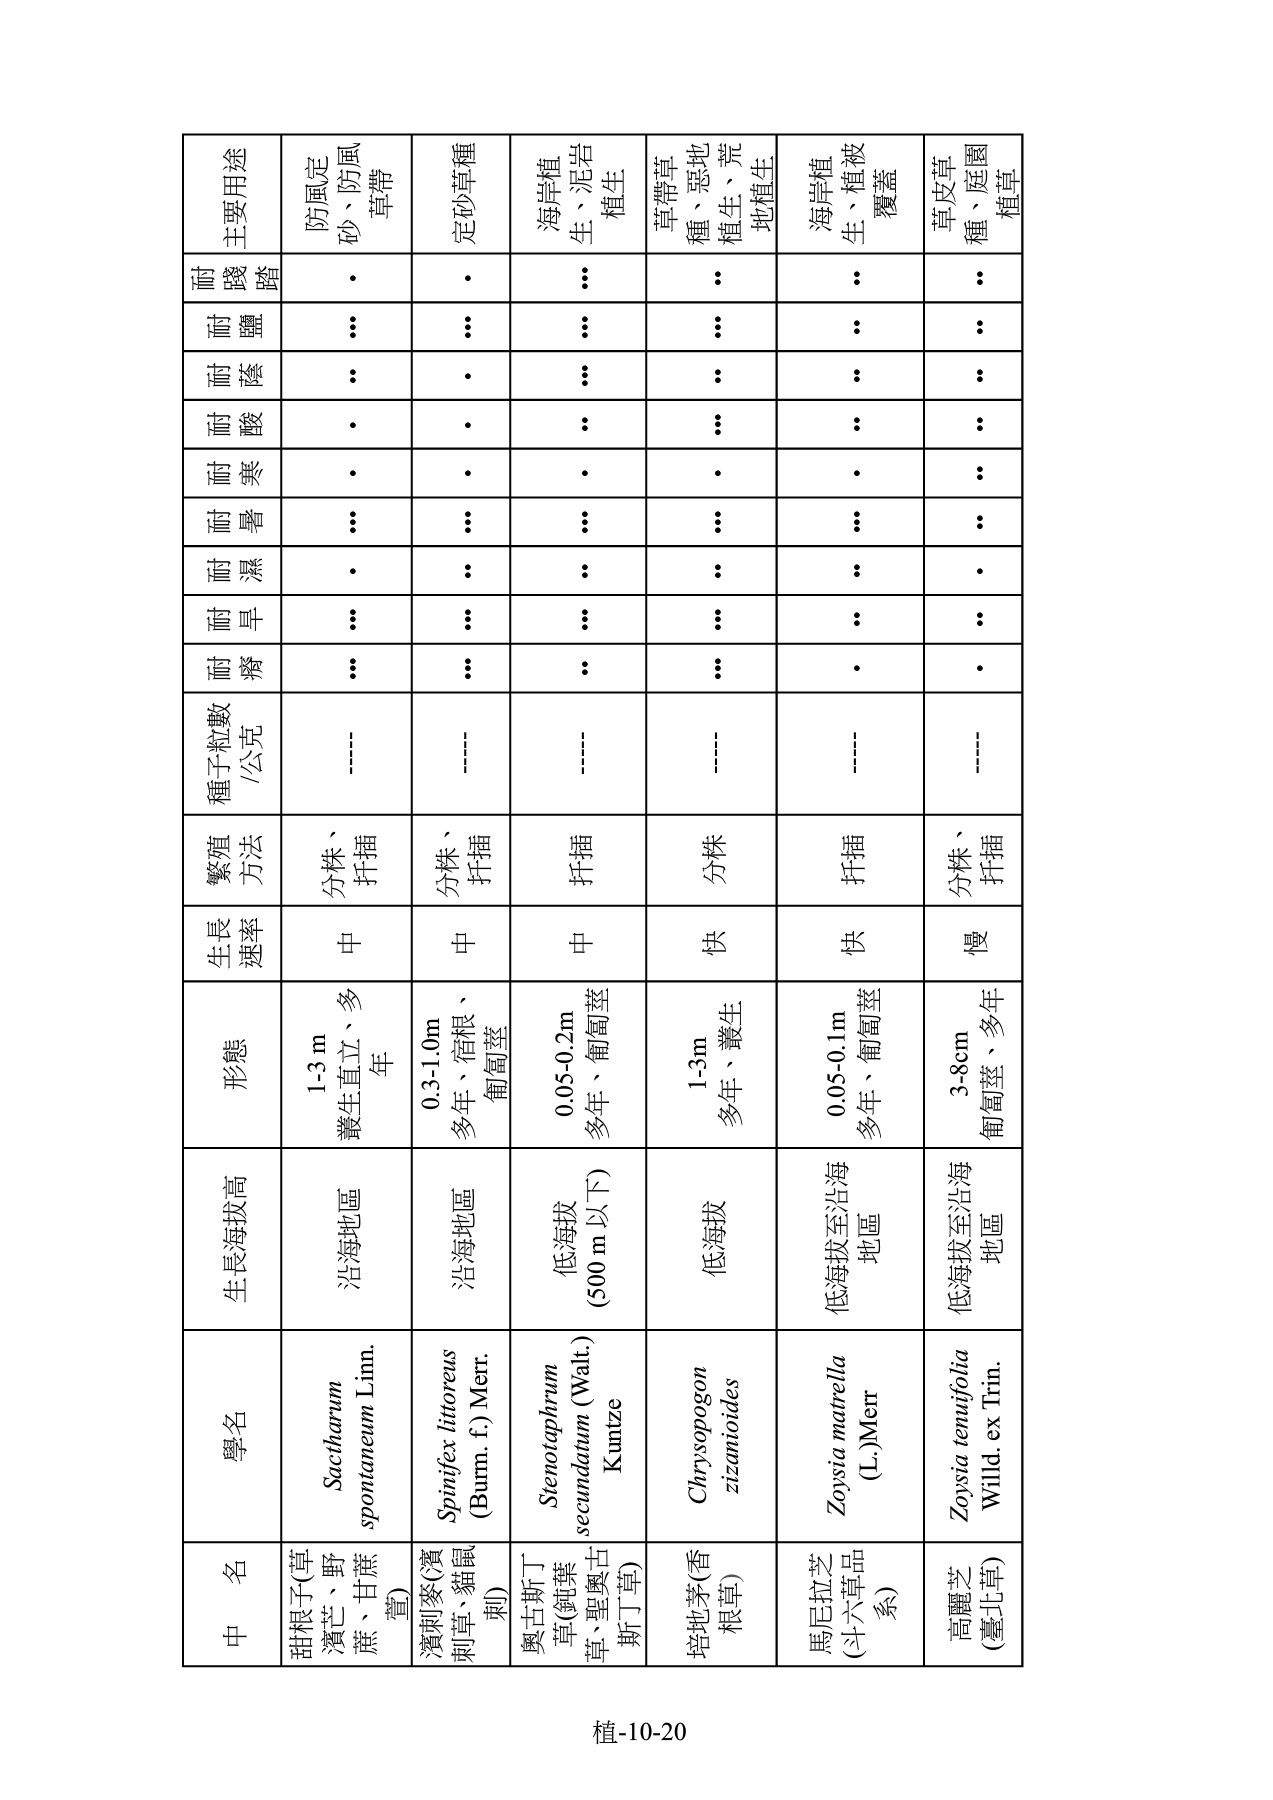 中　名
學名
生長海拔高
形態
生長
速率
繁殖
方法
種子粒數
/公克
耐
瘠
耐
旱
耐
濕
耐
暑
耐
寒
耐
酸
耐
蔭
耐
鹽
耐
踐
踏
主要用途
甜根子(草
濱芒、野
蔗、甘蔗
萱)
Sactharum
spontaneum Linn.
沿海地區
1-3 m
叢生直立、多
年
中
分株、
扦插
-----
•••
•••
•
•••
•
•
••
•••
•
防風定
砂、防風
草帶
濱刺麥(濱
刺草、貓鼠
刺)
Spinifex littoreus
(Burm. f.) Merr.
沿海地區
0.3-1.0m
多年、宿根、
匍匐莖
中
分株、
扦插
-----
•••
•••
••
•••
•
•
•
•••
•
定砂草種
奧古斯丁
草(鈍葉
草、聖奧古
斯丁草)
Stenotaphrum
secundatum (Walt.)
Kuntze
低海拔
(500 m 以下)
0.05-0.2m
多年、匍匐莖
中
扦插
-----
••
•••
••
•••
•
••
•••
•••
•••
海岸植
生、泥岩
植生
培地茅(香
根草)
Chrysopogon
zizanioides
低海拔
1-3m
多年、叢生
快
分株
-----
•••
•••
••
•••
•
•••
••
•••
••
草帶草
種、惡地
植生、荒
地植生
馬尼拉芝
(斗六草品
系)
Zoysia matrella
(L.)Merr
低海拔至沿海
地區
0.05-0.1m
多年、匍匐莖
快
扦插
-----
•
••
••
•••
•
••
••
••
••
海岸植
生、植被
覆蓋
高麗芝
(臺北草)
Zoysia tenuifolia
Willd. ex Trin.
低海拔至沿海
地區
3-8cm
匍匐莖、多年
慢
分株、
扦插
-----
•
••
•
••
••
••
••
••
••
草皮草
種、庭園
植草
植-10-20